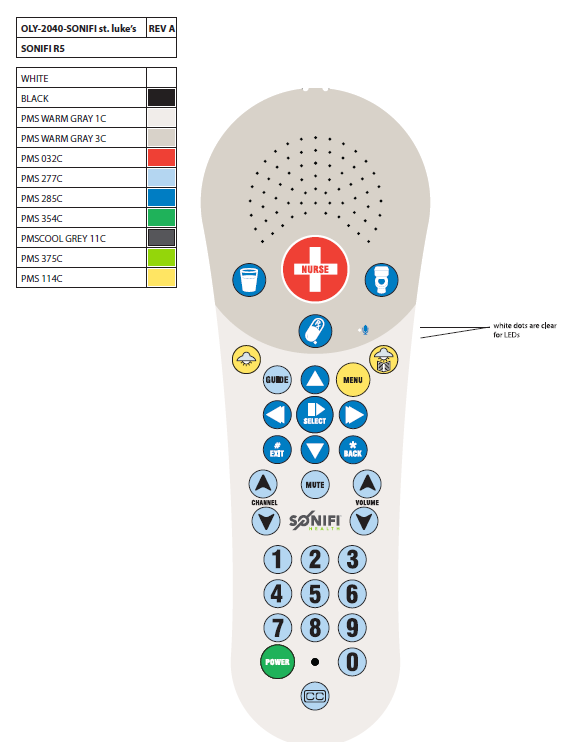 OLY-2040-SONIFI st. luke's REV A
SONIFI R5
WHITE
BLACK
PMS WARM GRAY 1C
PMS WARM GRAY 3C
PMS 032C
PMS 277C
PMS 285C
PMS 354C
PMSCOOL GREY 11C
PMS 375C
PMS 114C
NURSE
white dots are clear
for LEDs
GUIDE
MENU
SELECT
# EXIT
* BACK
MUTE
CHANNEL
VOLUME
SONIFI
HEALTH
1 2 3
4 5 6
7 8 9
POWER 0